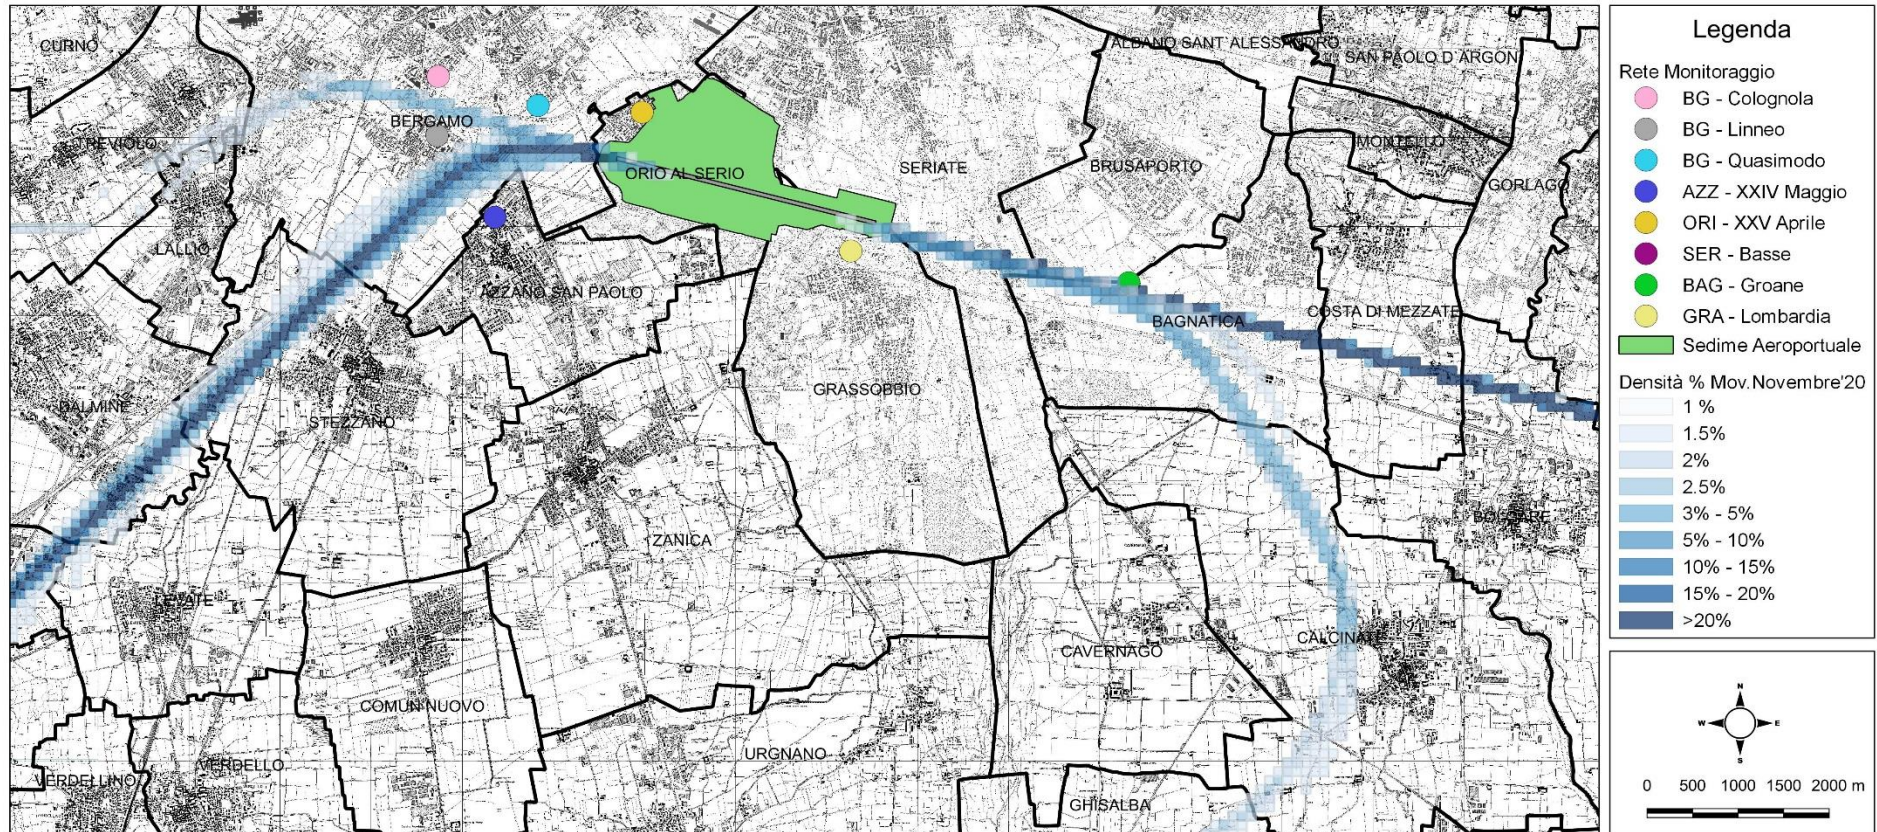 CURNO
ALBANO SANT'ALESSANDRO
SAN PAOLO D'ARGON
BERGAMO
TREVIOLO
MONTELLO
ORIO AL SERIO
SERIATE
BRUSAPORTO
GORLAGO
LALLIO
AZZANO SAN PAOLO
BAGNATICA
COSTA DI MEZZATE
GRASSOBBIO
DALMINE
STEZZANO
BOLGARE
ZANICA
LEVATE
CALCINATE
CAVERNAGO
COMUN NUOVO
URGNANO
VERDELLINO
VERDELLO
GHISALBA
Legenda
Rete Monitoraggio
BG - Colognola
BG - Linneo
BG - Quasimodo
AZZ - XXIV Maggio
ORI - XXV Aprile
SER - Basse
BAG - Groane
GRA - Lombardia
Sedime Aeroportuale
Densità % Mov.Novembre'20
1 %
1.5%
2%
2.5%
3% - 5%
5% - 10%
10% - 15%
15% - 20%
>20%
N
W E
S
0 500 1000 1500 2000 m